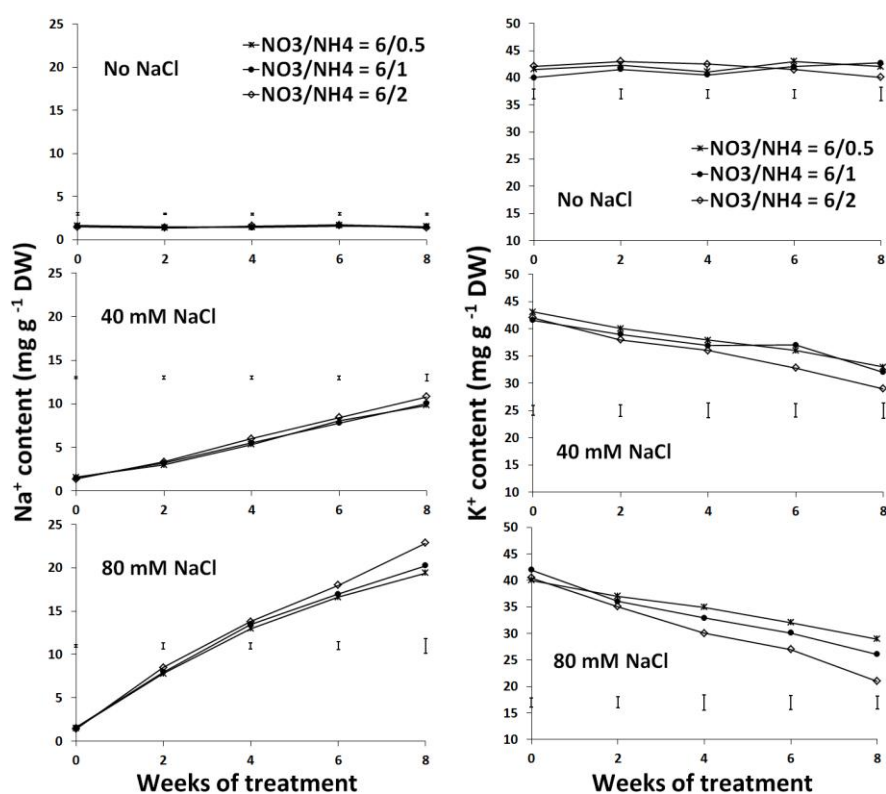 25
20
15
10
5
0
0 2 4 6 8
No NaCl
NO3/NH4 = 6/0.5
NO3/NH4 = 6/1
NO3/NH4 = 6/2
50
45
40
35
30
25
20
15
10
0 2 4 6 8
No NaCl
NO3/NH4 = 6/0.5
NO3/NH4 = 6/1
NO3/NH4 = 6/2
Na⁺ content (mg g ⁻¹ DW)
25
20
15
10
5
0
0 2 4 6 8
40 mM NaCl
K⁺ content (mg g ⁻¹ DW)
50
45
40
35
30
25
20
15
10
0 2 4 6 8
40 mM NaCl
25
20
15
10
5
0
0 2 4 6 8
80 mM NaCl
Weeks of treatment
50
45
40
35
30
25
20
15
10
0 2 4 6 8
80 mM NaCl
Weeks of treatment